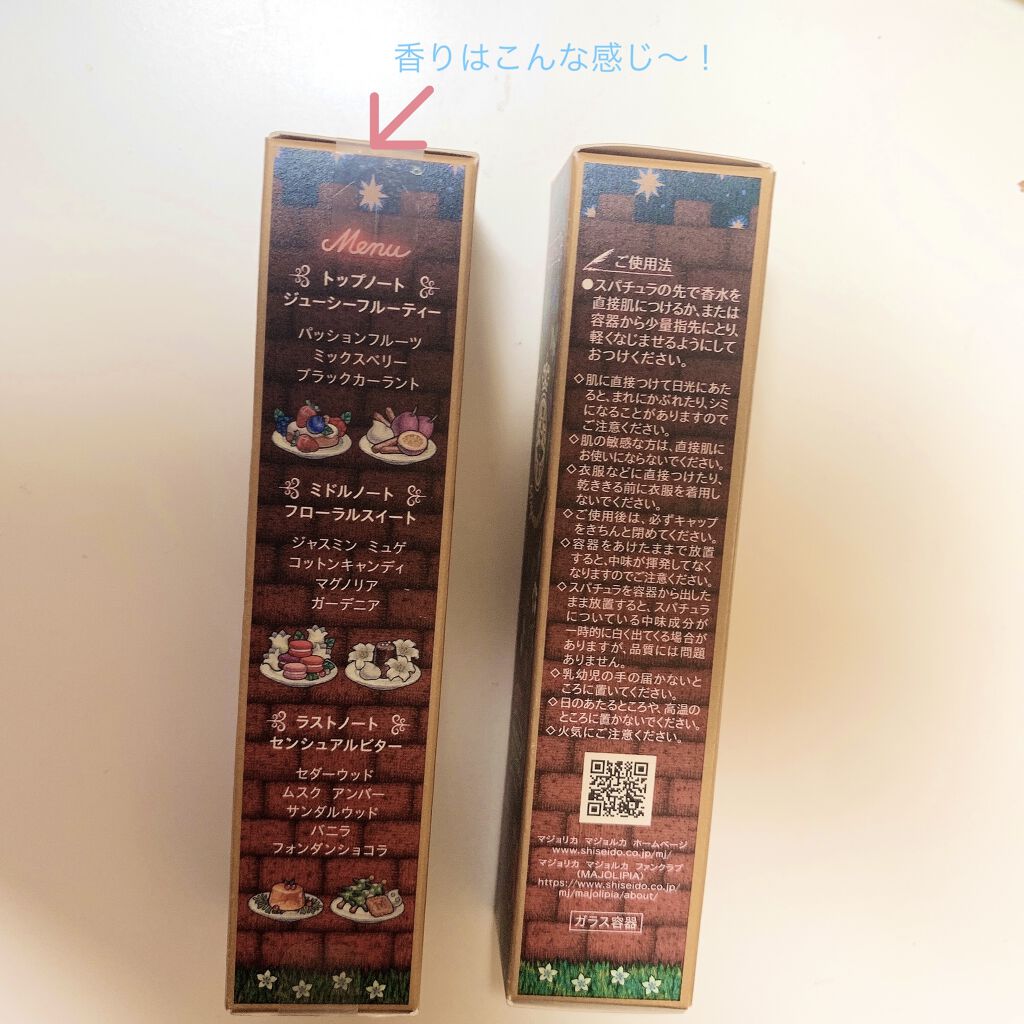 香りはこんな感じ〜！
Menu
トップノート
ジューシーフルーティー
パッションフルーツ
ミックスベリー
ブラックカーラント
ミドルノート
フローラルスイート
ジャスミン ミュゲ
コットンキャンディ
マグノリア
ガーデニア
ラストノート
センシュアルビター
セダーウッド
ムスク アンバー
サンダルウッド
バニラ
フォンダンショコラ
ご使用法
●スパチュラの先で香水を
直接肌につけるか、または
容器から少量指先にとり、
軽くなじませるようにして
おつけください。
◇肌に直接つけて日光にあた
ると、まれにかぶれたり、シミ
になることがありますので
ご注意ください。
◇肌の敏感な方は、直接肌に
お使いにならないでください。
◇衣服などに直接つけたり、
乾ききる前に衣服を着用し
ないでください。
◇ご使用後は、必ずキャップ
をきちんと閉めてください。
◇容器をあけたままで放置
すると、中味が揮発してなく
なりますのでご注意ください。
◇スパチュラを容器から出した
まま放置すると、スパチュラ
についている中味成分が
一時的に白く出てくる場合が
ありますが、品質には問題
ありません。
◇乳幼児の手の届かないと
ころに置いてください。
◇日のあたるところや、高温の
ところに置かないでください。
◇火気にご注意ください。
マジョリカ マジョルカ ホームページ
www.shiseido.co.jp/mj/
マジョリカ マジョルカ ファンクラブ
（MAJOLIPIA）
https://www.shiseido.co.jp/
mj/majolipia/about/
ガラス容器